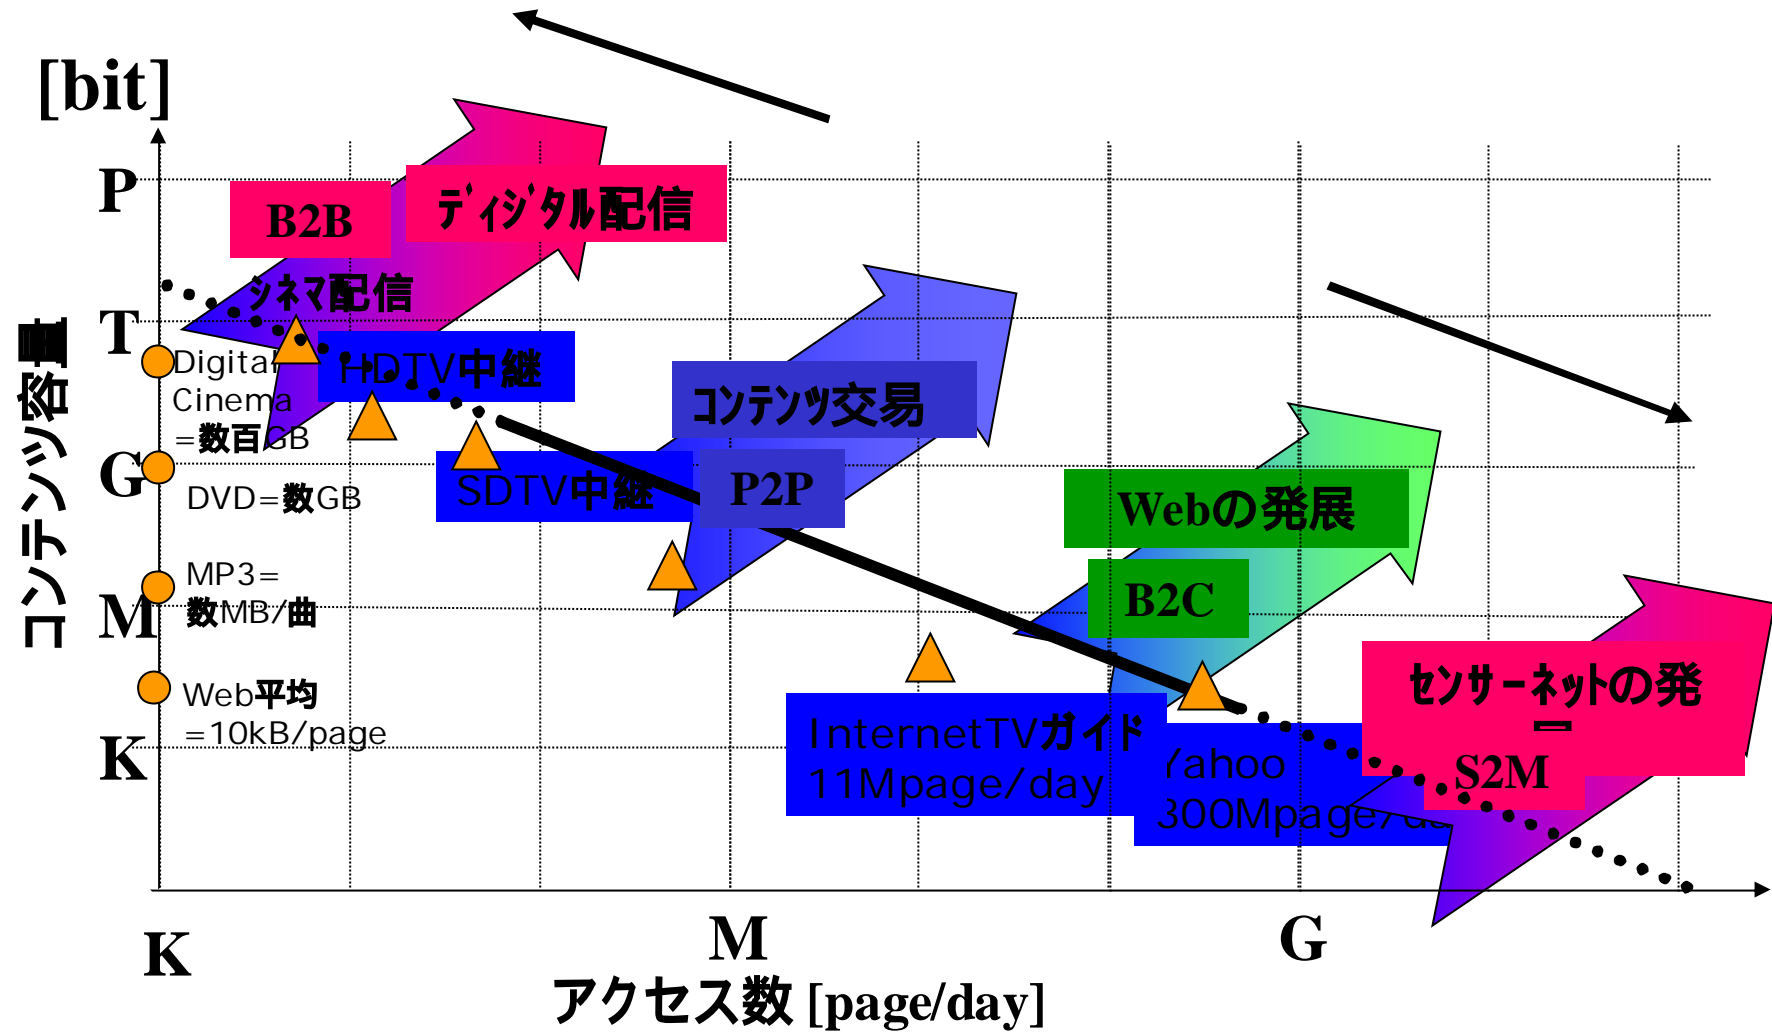 [bit]
P
T
G
M
K
コンテンツ容量
B2B
ディジタル配信
シネマ配信
HDTV中継
Digital
Cinema
=数百GB
DVD=数GB
MP3=
数MB/曲
Web平均
=10kB/page
SDTV中継
コンテンツ交易
P2P
Webの発展
B2C
InternetTVガイド
11Mpage/day
Yahoo
300Mpage/
センサーネットの発
S2M
K
M
G
アクセス数 [page/day]